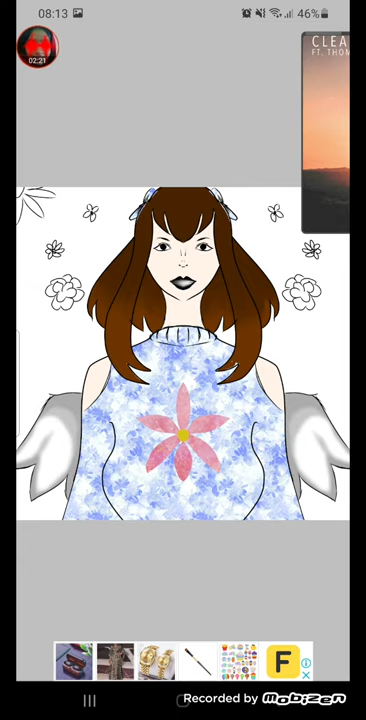 08:13
46%
02:21
CLEA
FT. THOM
F
Recorded by Mobizen